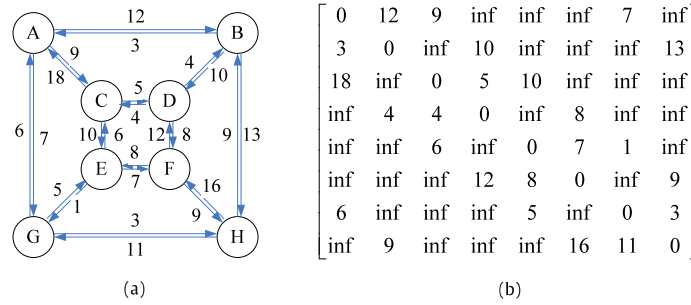 12
A B
3
9 4
18 5 10
C D
4
6 7 10 6 12 8 9 13
8
E F
7
5 16
1 9
3
G H
11
(a)
0 12 9 inf inf inf 7 inf
3 0 inf 10 inf inf inf 13
18 inf 0 5 10 inf inf inf
inf 4 4 0 inf 8 inf inf
inf inf 6 inf 0 7 1 inf
inf inf inf 12 8 0 inf 9
6 inf inf inf 5 inf 0 3
inf 9 inf inf inf 16 11 0
(b)